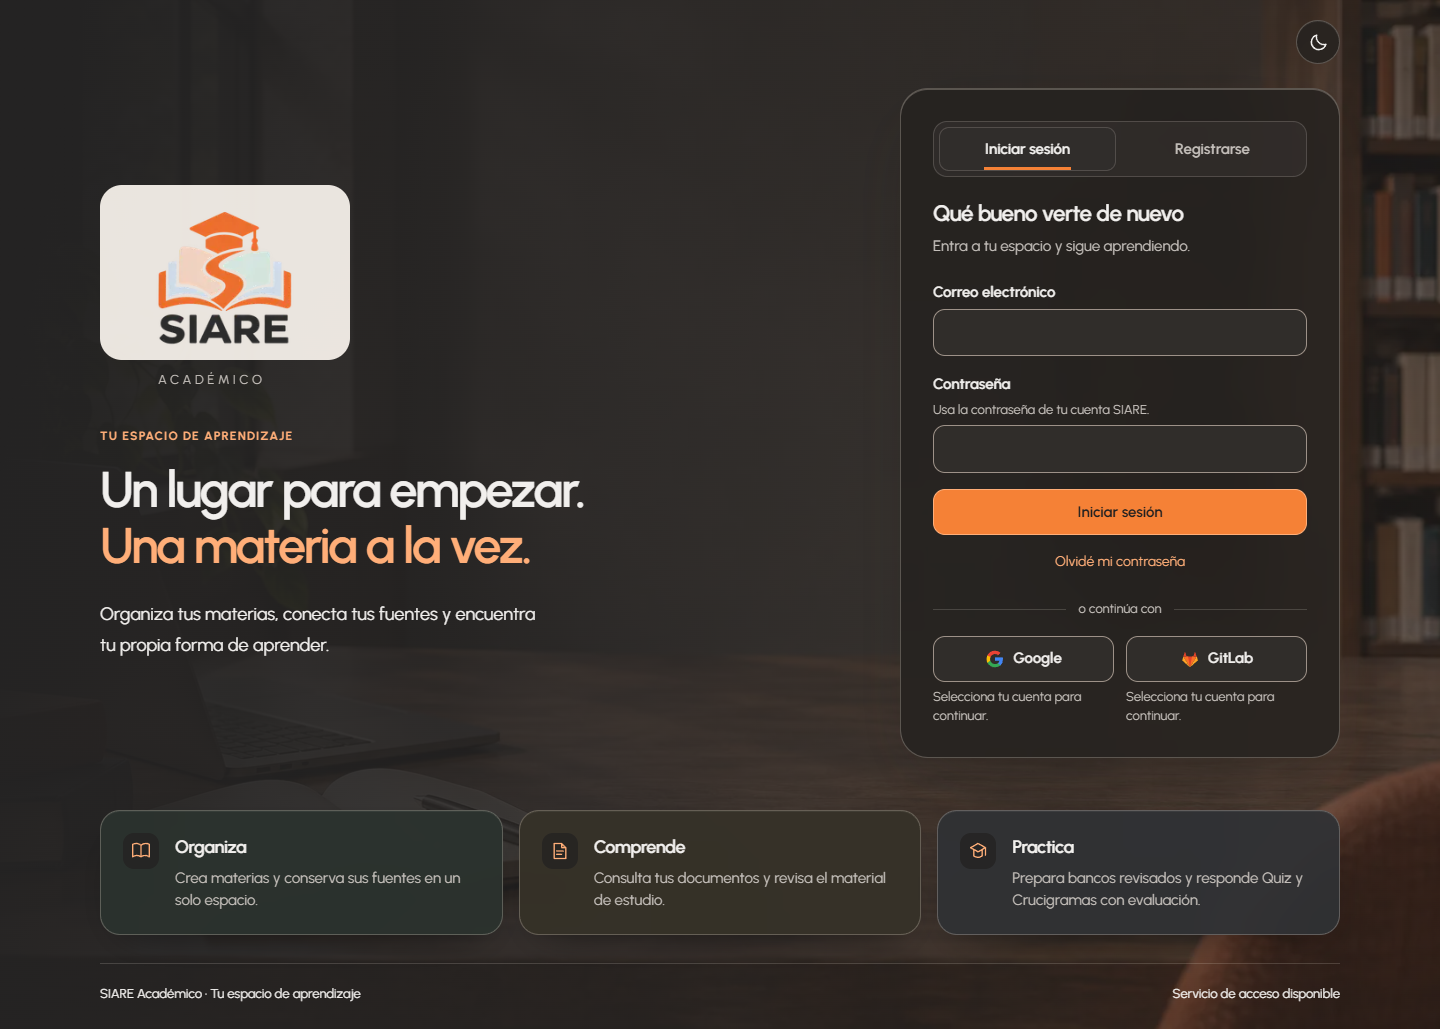 SIARE
ACADÉMICO
TU ESPACIO DE APRENDIZAJE
Un lugar para empezar.
Una materia a la vez.
Organiza tus materias, conecta tus fuentes y encuentra
tu propia forma de aprender.
Iniciar sesión
Registrarse
Qué bueno verte de nuevo
Entra a tu espacio y sigue aprendiendo.
Correo electrónico
Contraseña
Usa la contraseña de tu cuenta SIARE.
Iniciar sesión
Olvidé mi contraseña
o continúa con
Google
Selecciona tu cuenta para
continuar.
GitLab
Selecciona tu cuenta para
continuar.
Organiza
Crea materias y conserva sus fuentes en un
solo espacio.
Comprende
Consulta tus documentos y revisa el material
de estudio.
Practica
Prepara bancos revisados y responde Quiz y
Crucigramas con evaluación.
SIARE Académico · Tu espacio de aprendizaje
Servicio de acceso disponible